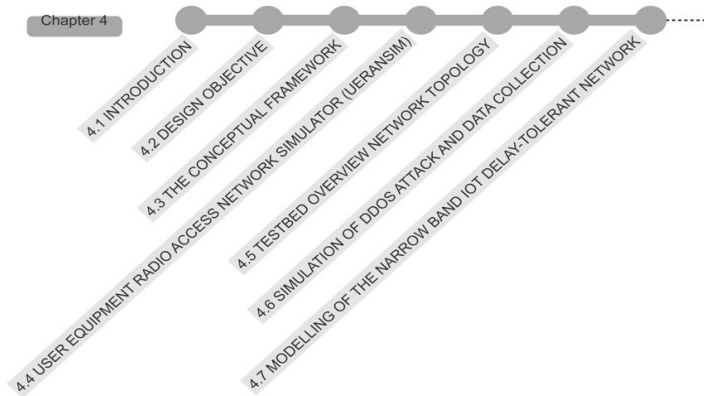 Chapter 4
4.1 INTRODUCTION
4.2 DESIGN OBJECTIVE
4.3 THE CONCEPTUAL FRAMEWORK
4.4 USER EQUIPMENT RADIO ACCESS NETWORK SIMULATOR (UERANSIM)
4.5 TESTBED OVERVIEW NETWORK TOPOLOGY
4.6 SIMULATION OF DDOS ATTACK AND DATA COLLECTION
4.7 MODELLING OF THE NARROW BAND IOT DELAY-TOLERANT NETWORK